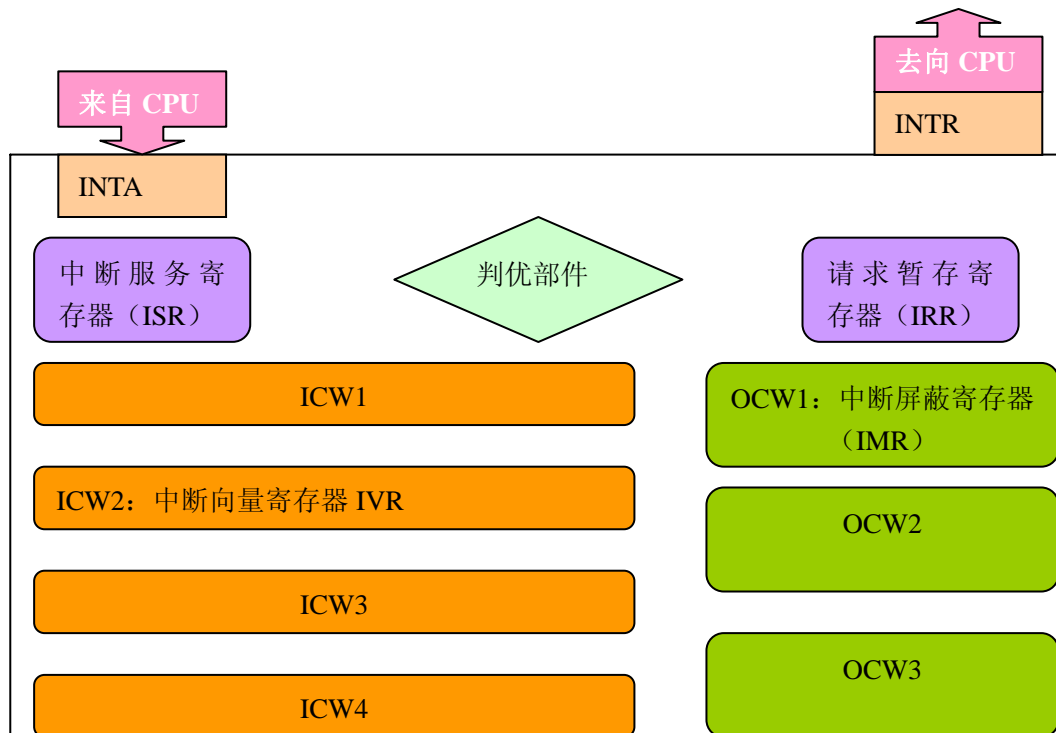 去向 CPU
来自 CPU
INTR
INTA
中断服务寄
存器（ISR）
判优部件
请求暂存寄
存器（IRR）
ICW1
OCW1：中断屏蔽寄存器
（IMR）
ICW2：中断向量寄存器 IVR
OCW2
ICW3
OCW3
ICW4